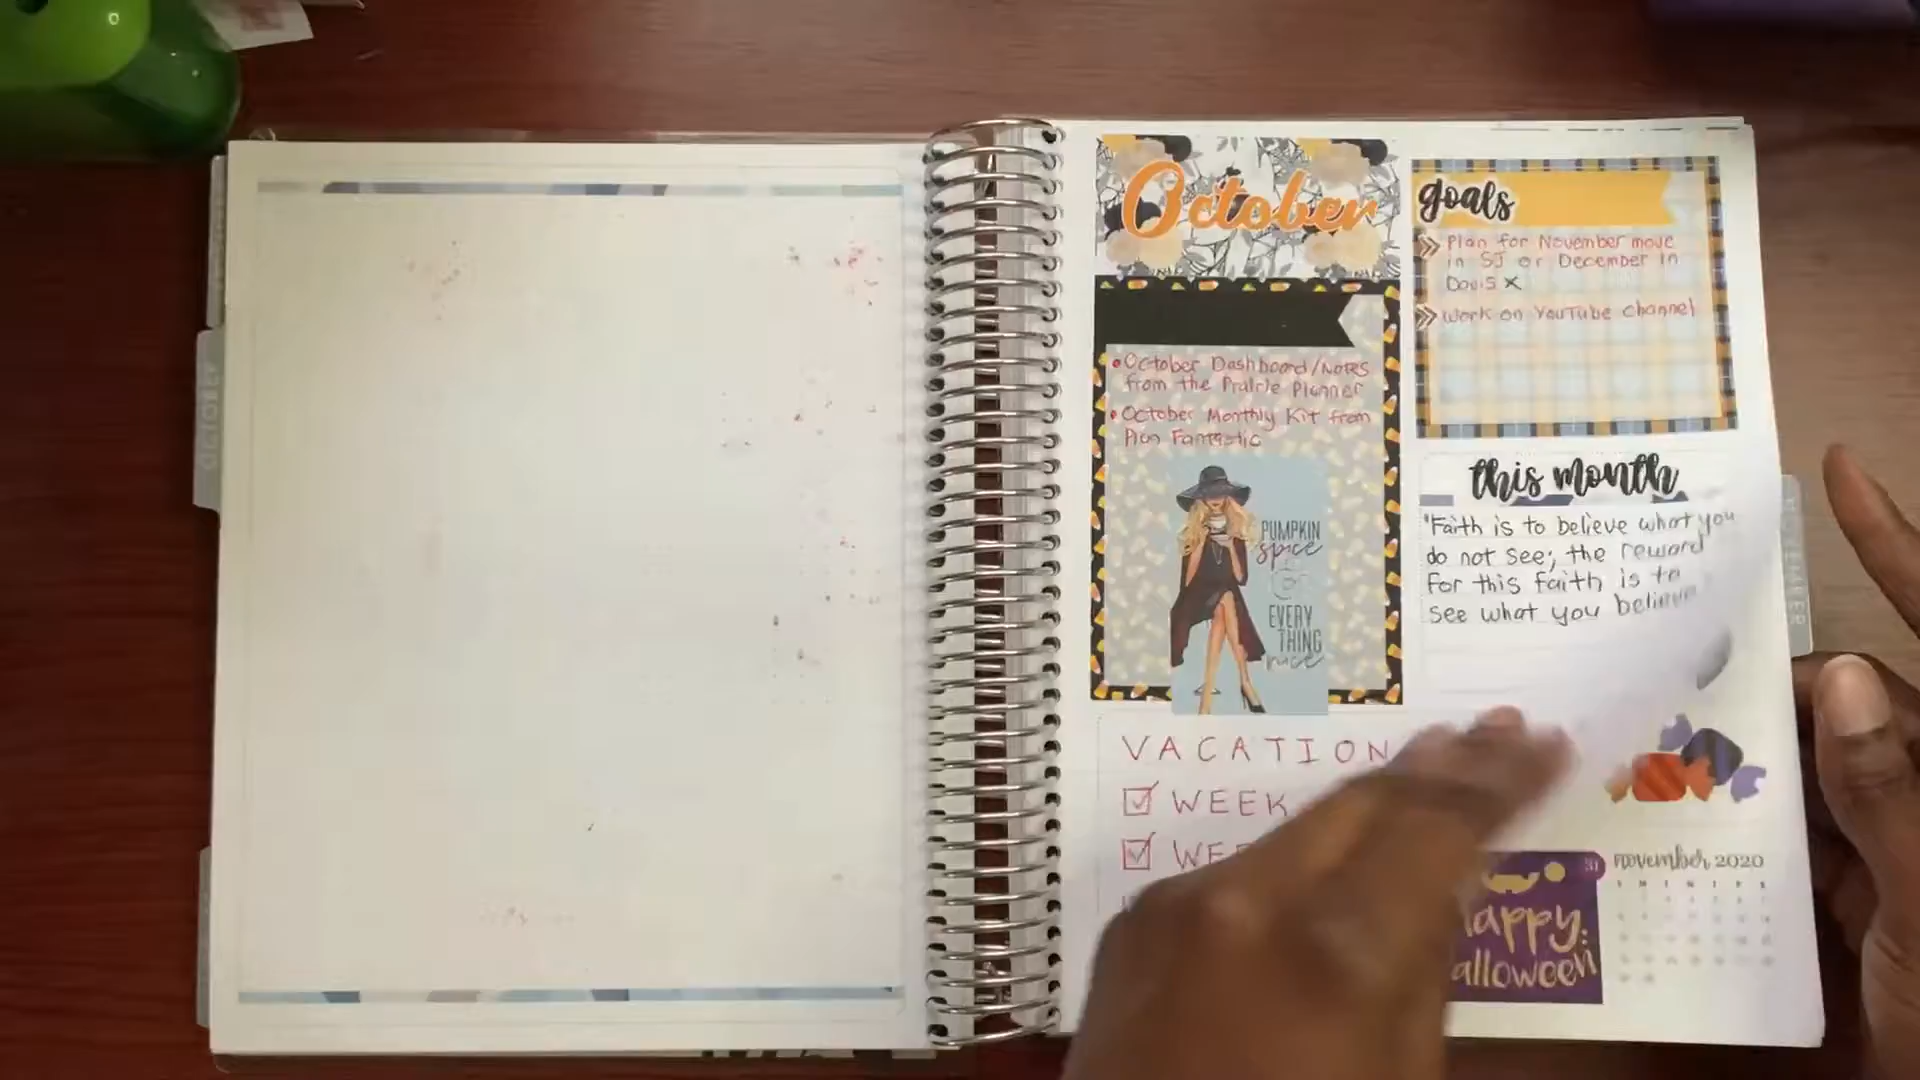 October
• October Dashboard/Notes
from the Prairie Planner
• October Monthly Kit from
Plan Fantastic
PUMPKIN
spice
EVERY
THING
nice
VACATION
WEEK
goals
Plan for November move
in SJ or December in
Davis X
Work on YouTube channel
this month
"Faith is to believe what you
do not see; the reward
for this faith is to
see what you believe
31
appy
alloween
november 2020
OCTOBER